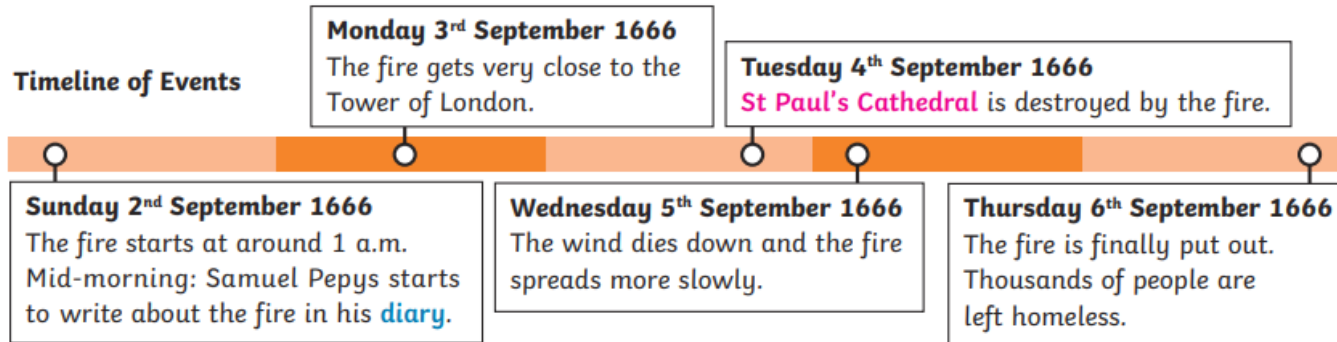 Timeline of Events
Sunday 2nd September 1666
The fire starts at around 1 a.m.
Mid-morning: Samuel Pepys starts
to write about the fire in his diary.
Monday 3rd September 1666
The fire gets very close to the
Tower of London.
Tuesday 4th September 1666
St Paul's Cathedral is destroyed by the fire.
Wednesday 5th September 1666
The wind dies down and the fire
spreads more slowly.
Thursday 6th September 1666
The fire is finally put out.
Thousands of people are
left homeless.